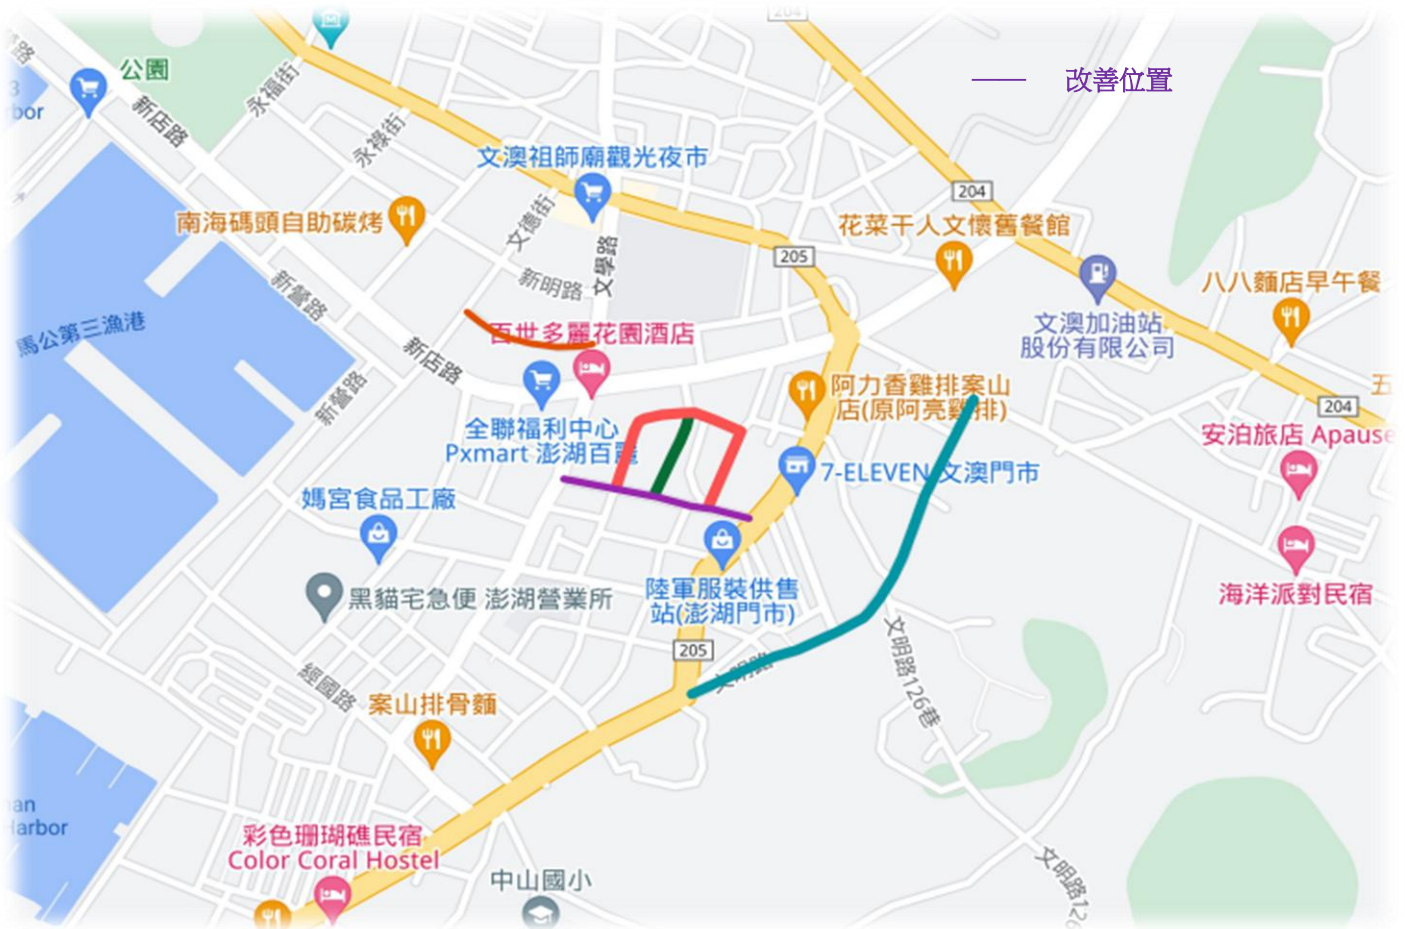 204
公園
永福街
新店路
bor
永祿街
改善位置
文澳祖師廟觀光夜市
204
南海碼頭自助碳烤
文德街
花菜干人文懷舊餐館
文學路
205
新營路
新明路
八八麵店早午餐
馬公第三漁港
文澳加油站
股份有限公司
百世多麗花園酒店
新店路
新營路
阿力香雞排案山
店(原阿亮雞排)
五
204
全聯福利中心
Pxmart 澎湖百麗
安泊旅店 Apause
7-ELEVEN 文澳門市
媽宮食品工廠
陸軍服裝供售
站(澎湖門市)
黑貓宅急便 澎湖營業所
海洋派對民宿
205
文明路
文明路126巷
經國路
案山排骨麵
Harbor
彩色珊瑚礁民宿
Color Coral Hostel
中山國小
文明路126